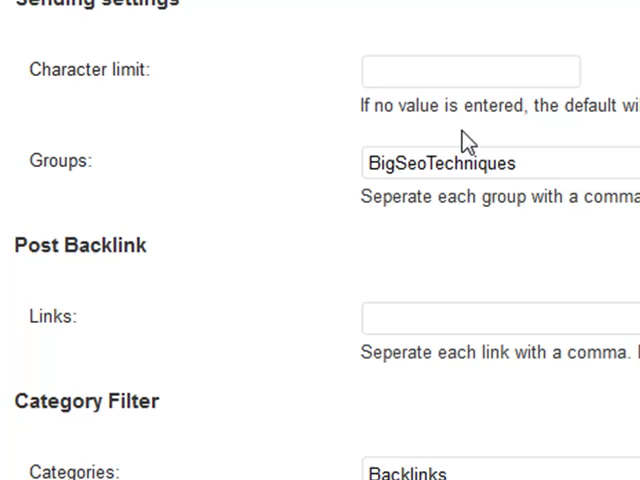 Sending settings
Character limit:
If no value is entered, the default wi
Groups:
BigSeoTechniques
Seperate each group with a comma
Post Backlink
Links:
Seperate each link with a comma.
Category Filter
Categories:
Backlinks